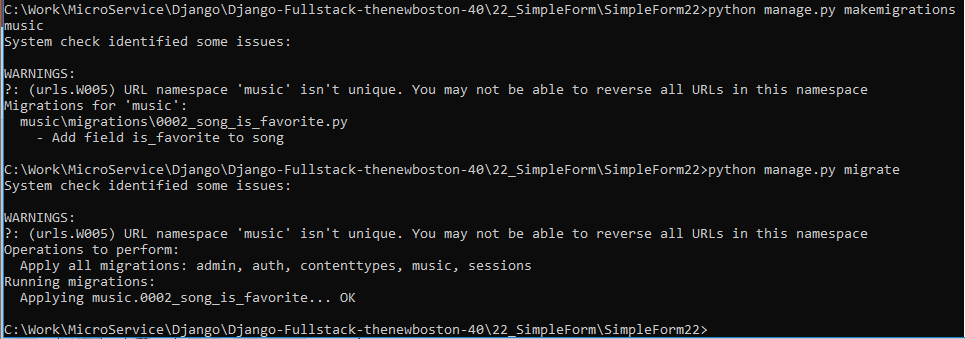 C:\Work\MicroService\Django\Django-Fullstack-thenewboston-40\22_SimpleForm\SimpleForm22>python manage.py makemigrations
music
System check identified some issues:
WARNINGS:
?: (urls.W005) URL namespace 'music' isn't unique. You may not be able to reverse all URLs in this namespace
Migrations for 'music':
  music\migrations\0002_song_is_favorite.py
    - Add field is_favorite to song
C:\Work\MicroService\Django\Django-Fullstack-thenewboston-40\22_SimpleForm\SimpleForm22>python manage.py migrate
System check identified some issues:
WARNINGS:
?: (urls.W005) URL namespace 'music' isn't unique. You may not be able to reverse all URLs in this namespace
Operations to perform:
  Apply all migrations: admin, auth, contenttypes, music, sessions
Running migrations:
  Applying music.0002_song_is_favorite... OK
C:\Work\MicroService\Django\Django-Fullstack-thenewboston-40\22_SimpleForm\SimpleForm22>